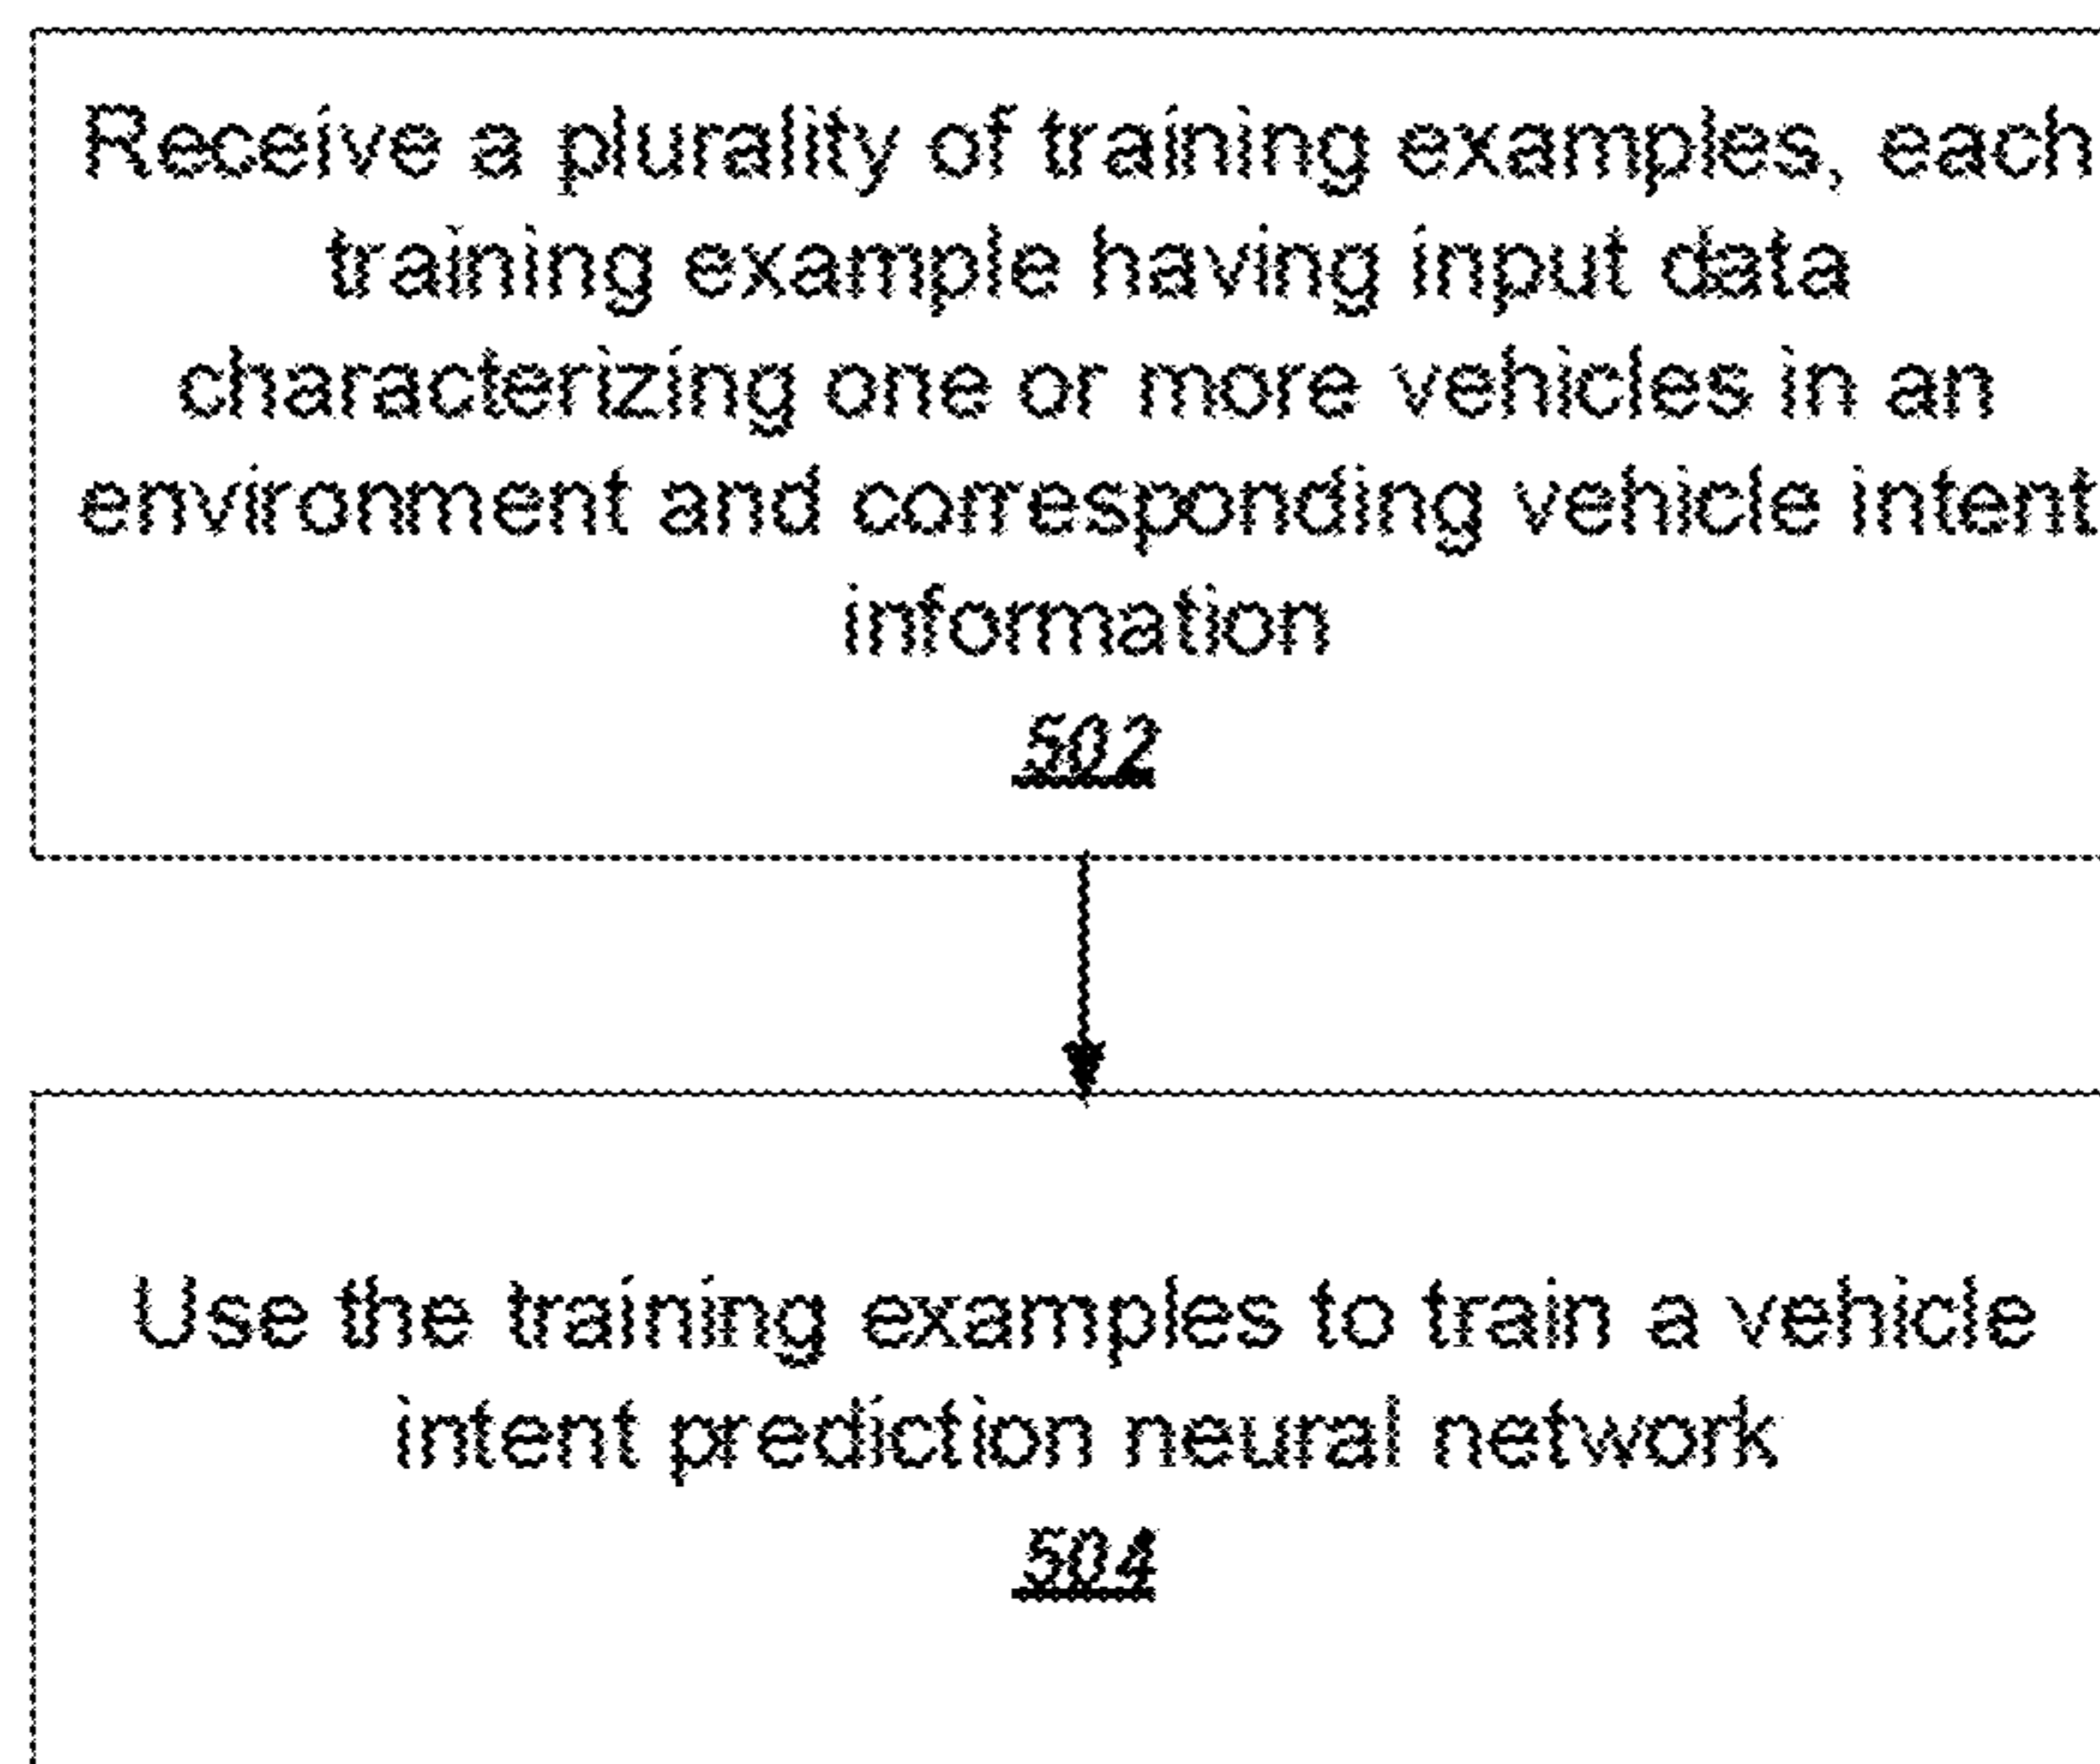 Receive a plurality of training examples, each
training example having input data
characterizing one or more vehicles in an
environment and corresponding vehicle intent
information
502
Use the training examples to train a vehicle
intent prediction neural network
504